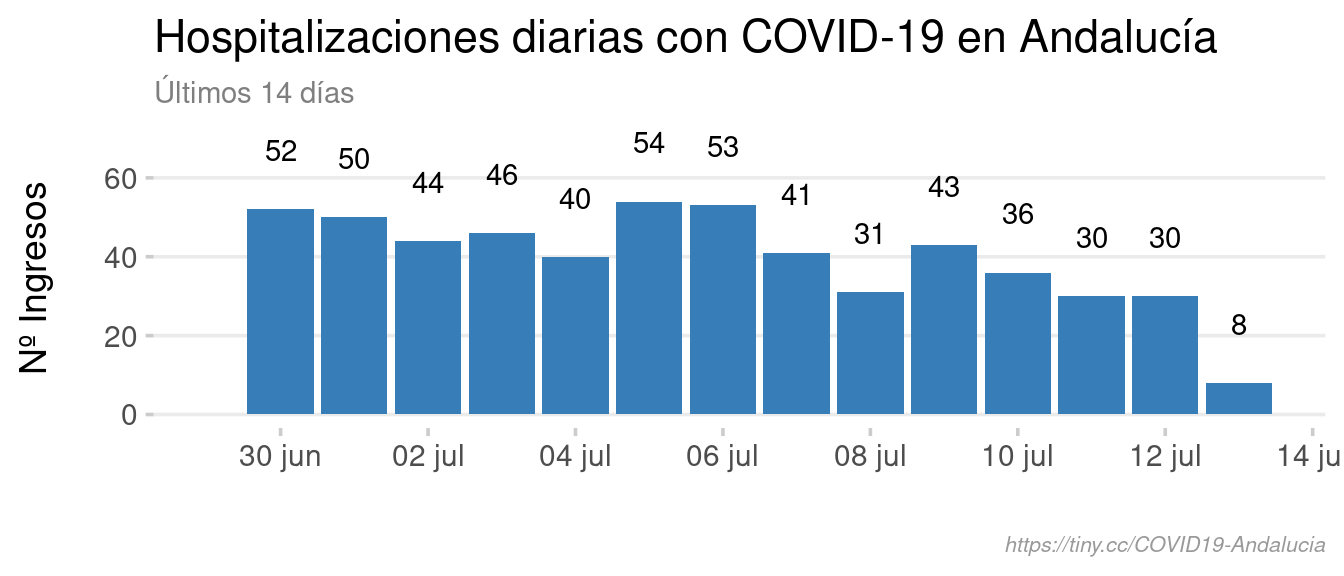 Hospitalizaciones diarias con COVID-19 en Andalucía
Últimos 14 días
Nº Ingresos
60
40
20
0
52
50
44
46
40
54
53
41
31
43
36
30
30
8
30 jun
02 jul
04 jul
06 jul
08 jul
10 jul
12 jul
14 ju
https://tiny.cc/COVID19-Andalucia